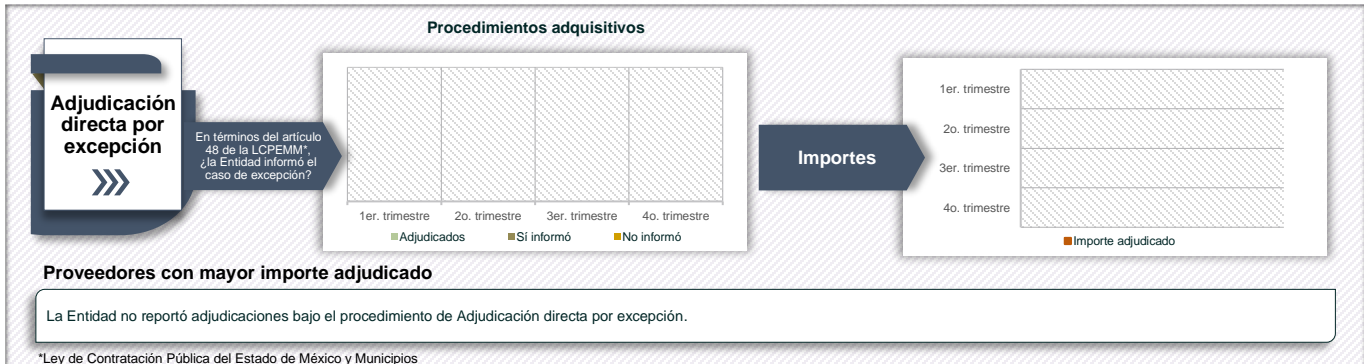 Procedimientos adquisitivos
Adjudicación
directa por
excepción
En términos del artículo
48 de la LCPEMM*,
¿la Entidad informó el
caso de excepción?
1er. trimestre 2o. trimestre 3er. trimestre 4o. trimestre
Adjudicados Sí informó No informó
Importes
1er. trimestre
2o. trimestre
3er. trimestre
4o. trimestre
Importe adjudicado
Proveedores con mayor importe adjudicado
La Entidad no reportó adjudicaciones bajo el procedimiento de Adjudicación directa por excepción.
*Ley de Contratación Pública del Estado de México y Municipios